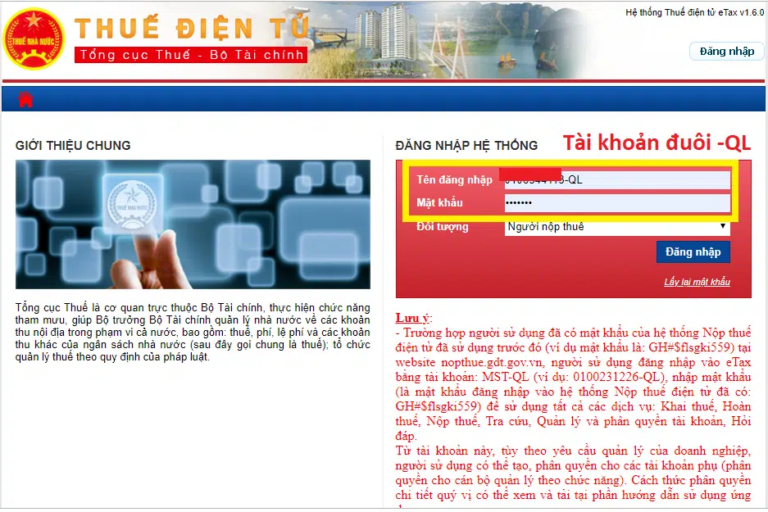 Hệ thống Thuế điện tử eTax v1.6.0
THUẾ NHÀ NƯỚC
THUẾ ĐIỆN TỬ
Tổng cục Thuế - Bộ Tài chính
Đăng nhập
GIỚI THIỆU CHUNG
THUẾ NHÀ NƯỚC
Tổng cục Thuế là cơ quan trực thuộc Bộ Tài chính, thực hiện chức năng
tham mưu, giúp Bộ trưởng Bộ Tài chính quản lý nhà nước về các khoản
thu nội địa trong phạm vi cả nước, bao gồm: thuế, phí, lệ phí và các khoản
thu khác của ngân sách nhà nước (sau đây gọi chung là thuế); tổ chức
quản lý thuế theo quy định của pháp luật.
ĐĂNG NHẬP HỆ THỐNG
Tài khoản đuôi -QL
Tên đăng nhập
-QL
Mật khẩu •••••••
Đối tượng Người nộp thuế
Đăng nhập
Lấy lại mật khẩu
Lưu ý:
- Trường hợp người sử dụng đã có mật khẩu của hệ thống Nộp thuế
điện tử đã sử dụng trước đó (ví dụ mật khẩu là: GH#$flsgki559) tại
website nopthue.gdt.gov.vn, người sử dụng đăng nhập vào eTax
bằng tài khoản: MST-QL (ví dụ: 0100231226-QL), nhập mật khẩu
(là mật khẩu đăng nhập vào hệ thống Nộp thuế điện tử đã có:
GH#$flsgki559) để sử dụng tất cả các dịch vụ: Khai thuế, Hoàn
thuế, Nộp thuế, Tra cứu, Quản lý và phân quyền tài khoản, Hỏi
đáp.
Từ tài khoản này, tùy theo yêu cầu quản lý của doanh nghiệp,
người sử dụng có thể tạo, phân quyền cho các tài khoản phụ (phân
quyền cho cán bộ quản lý theo chức năng). Cách thức phân quyền
chi tiết quý vị có thể xem và tải tại phần hướng dẫn sử dụng ứng